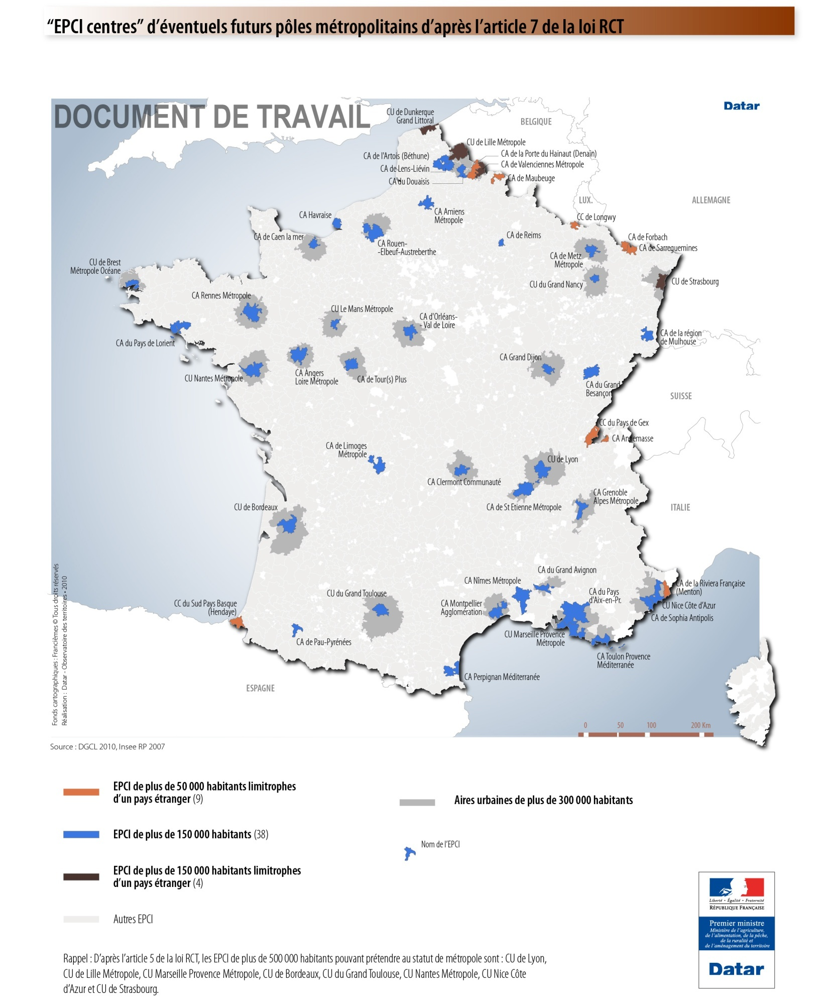 “EPCI centres” d’éventuels futurs pôles métropolitains d’après l’article 7 de la loi RCT
DOCUMENT DE TRAVAIL
Datar
CU de Dunkerque
Grand Littoral
BELGIQUE
CU de Lille Métropole
CA de la Porte du Hainaut (Denain)
CA de l'Artois (Béthune)
CA de Valenciennes Métropole
CA de Lens-Liévin
CA de Maubeuge
CA du Douaisis
LUX.
ALLEMAGNE
CA Amiens
Métropole
CA Havraise
CC de Longwy
CA de Caen la mer
CA de Reims
CA de Forbach
CA Rouen-
-Elbeuf-Austreberthe
CA de Sarreguemines
CA de Metz
Métropole
CU de Brest
Métropole Océane
CU du Grand Nancy
CU de Strasbourg
CA Rennes Métropole
CU Le Mans Métropole
CA d'Orléans-
- Val de Loire
CA de la région
de Mulhouse
CA du Pays de Lorient
CA Grand Dijon
CU Nantes Métropole
CA Angers
Loire Métropole
CA de Tour(s) Plus
CA du Grand
Besançon
SUISSE
CC du Pays de Gex
CA Annemasse
CA de Limoges
Métropole
CU de Lyon
CA Clermont Communauté
CA Grenoble
Alpes Métropole
CU de Bordeaux
CA de St Etienne Métropole
ITALIE
CA du Grand Avignon
CA Nîmes Métropole
CA de la Riviera Française
(Menton)
CU du Grand Toulouse
CA du Pays
d'Aix-en-Pr.
CC du Sud Pays Basque
(Hendaye)
CA Montpellier
Agglomération
CU Nice Côte d’Azur
CA de Sophia Antipolis
CA de Pau-Pyrénées
CU Marseille Provence
Métropole
CA Toulon Provence
Méditerranée
CA Perpignan Méditerranée
ESPAGNE
Fonds cartographiques : Francièmes © Tous droits réservés
Réalisation : Datar - Observatoire des territoires • 2010
0 50 100 200 Km
Source : DGCL 2010, Insee RP 2007
EPCI de plus de 50 000 habitants limitrophes
d’un pays étranger (9)
Aires urbaines de plus de 300 000 habitants
EPCI de plus de 150 000 habitants (38)
Nom de l’EPCI
EPCI de plus de 150 000 habitants limitrophes
d’un pays étranger (4)
Autres EPCI
Liberté • Égalité • Fraternité
RÉPUBLIQUE FRANÇAISE
Premier ministre
Ministère de l’agriculture,
de l’alimentation, de la pêche,
de la ruralité et
de l’aménagement du territoire
Datar
Rappel : D’après l’article 5 de la loi RCT, les EPCI de plus de 500 000 habitants pouvant prétendre au statut de métropole sont : CU de Lyon,
CU de Lille Métropole, CU Marseille Provence Métropole, CU de Bordeaux, CU du Grand Toulouse, CU Nantes Métropole, CU Nice Côte
d’Azur et CU de Strasbourg.